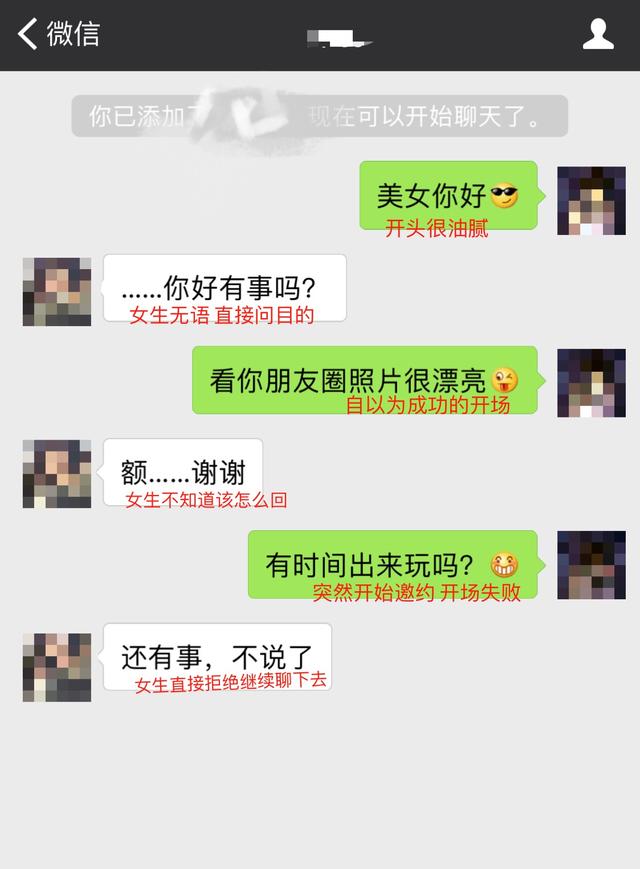 微信
你已添加了
现在可以开始聊天了。
美女你好
开头很油腻
……你好有事吗？
女生无语 直接问目的
看你朋友圈照片很漂亮
自以为成功的开场
额……谢谢
女生不知道该怎么回
有时间出来玩吗？
突然开始邀约 开场失败
还有事，不说了
女生直接拒绝继续聊下去